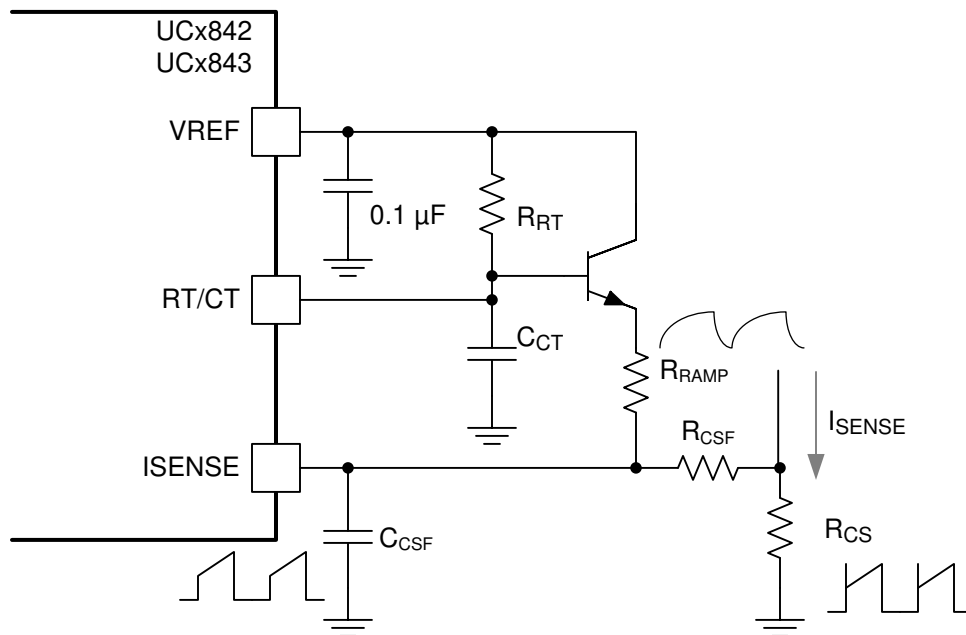 UCx842
UCx843
VREF
0.1 µF
RRT
RT/CT
CCT
RRAMP
RCSF
ISENSE
ISENSE
CCSF
RCS